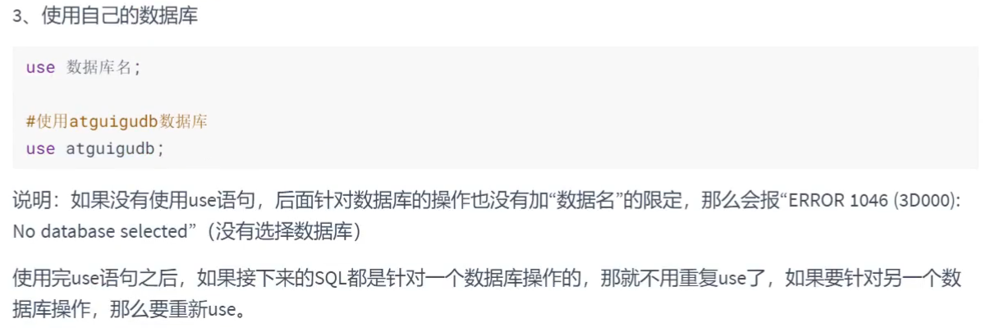 3、使用自己的数据库
use 数据库名;
#使用atguigudb数据库
use atguigudb;
说明：如果没有使用use语句，后面针对数据库的操作也没有加“数据名”的限定，那么会报“ERROR 1046 (3D000):
No database selected”（没有选择数据库）
使用完use语句之后，如果接下来的SQL都是针对一个数据库操作的，那就不用重复use了，如果要针对另一个数
据库操作，那么要重新use。